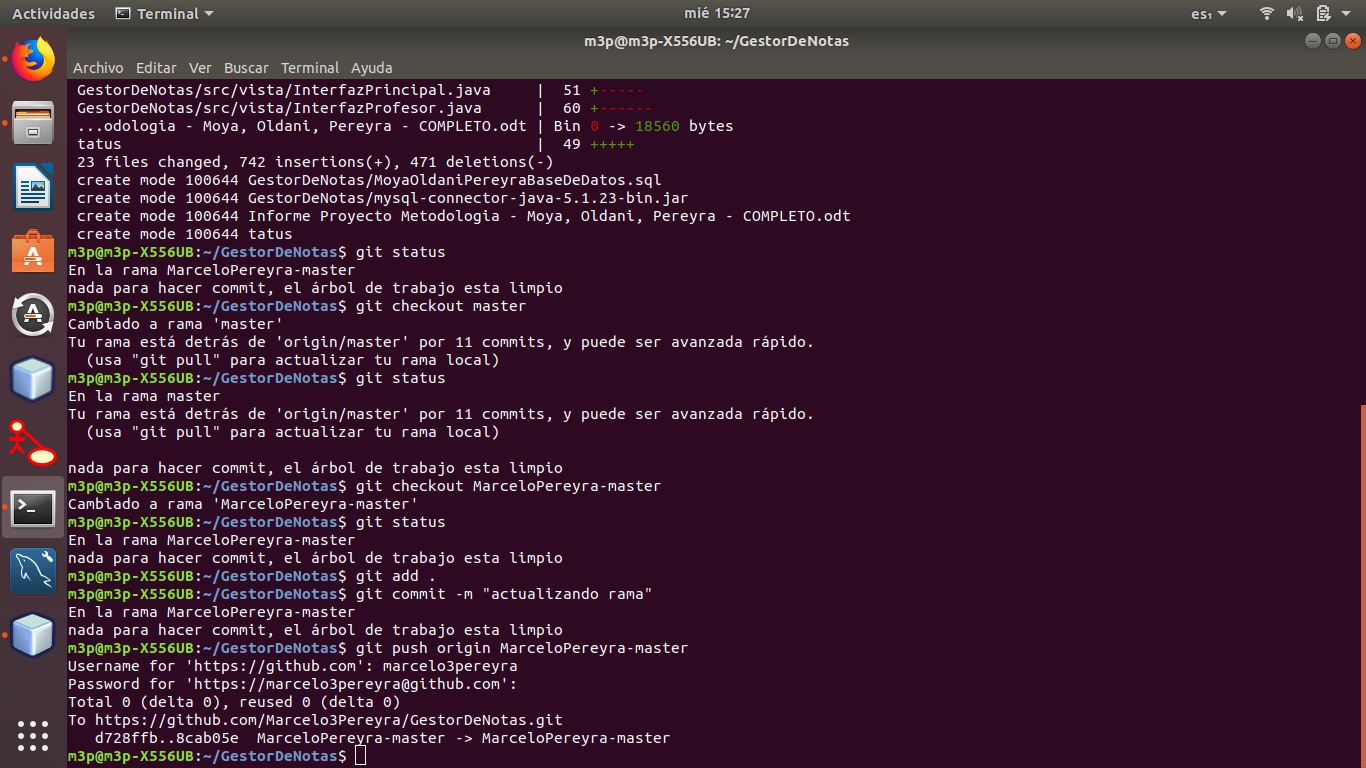 Actividades Terminal mié 15:27 es₁
m3p@m3p-X556UB: ~/GestorDeNotas
Archivo Editar Ver Buscar Terminal Ayuda
GestorDeNotas/src/vista/InterfazPrincipal.java | 51 +-----
GestorDeNotas/src/vista/InterfazProfesor.java | 60 +------
...odologia - Moya, Oldani, Pereyra - COMPLETO.odt | Bin 0 -> 18560 bytes
tatus | 49 +++++
23 files changed, 742 insertions(+), 471 deletions(-)
create mode 100644 GestorDeNotas/MoyaOldaniPereyraBaseDeDatos.sql
create mode 100644 GestorDeNotas/mysql-connector-java-5.1.23-bin.jar
create mode 100644 Informe Proyecto Metodologia - Moya, Oldani, Pereyra - COMPLETO.odt
create mode 100644 tatus
m3p@m3p-X556UB:~/GestorDeNotas$ git status
En la rama MarceloPereyra-master
nada para hacer commit, el árbol de trabajo esta limpio
m3p@m3p-X556UB:~/GestorDeNotas$ git checkout master
Cambiado a rama 'master'
Tu rama está detrás de 'origin/master' por 11 commits, y puede ser avanzada rápido.
(usa "git pull" para actualizar tu rama local)
m3p@m3p-X556UB:~/GestorDeNotas$ git status
En la rama master
Tu rama está detrás de 'origin/master' por 11 commits, y puede ser avanzada rápido.
(usa "git pull" para actualizar tu rama local)
nada para hacer commit, el árbol de trabajo esta limpio
m3p@m3p-X556UB:~/GestorDeNotas$ git checkout MarceloPereyra-master
Cambiado a rama 'MarceloPereyra-master'
m3p@m3p-X556UB:~/GestorDeNotas$ git status
En la rama MarceloPereyra-master
nada para hacer commit, el árbol de trabajo esta limpio
m3p@m3p-X556UB:~/GestorDeNotas$ git add .
m3p@m3p-X556UB:~/GestorDeNotas$ git commit -m "actualizando rama"
En la rama MarceloPereyra-master
nada para hacer commit, el árbol de trabajo esta limpio
m3p@m3p-X556UB:~/GestorDeNotas$ git push origin MarceloPereyra-master
Username for 'https://github.com': marcelo3pereyra
Password for 'https://marcelo3pereyra@github.com':
Total 0 (delta 0), reused 0 (delta 0)
To https://github.com/Marcelo3Pereyra/GestorDeNotas.git
d728ffb..8cab05e MarceloPereyra-master -> MarceloPereyra-master
m3p@m3p-X556UB:~/GestorDeNotas$